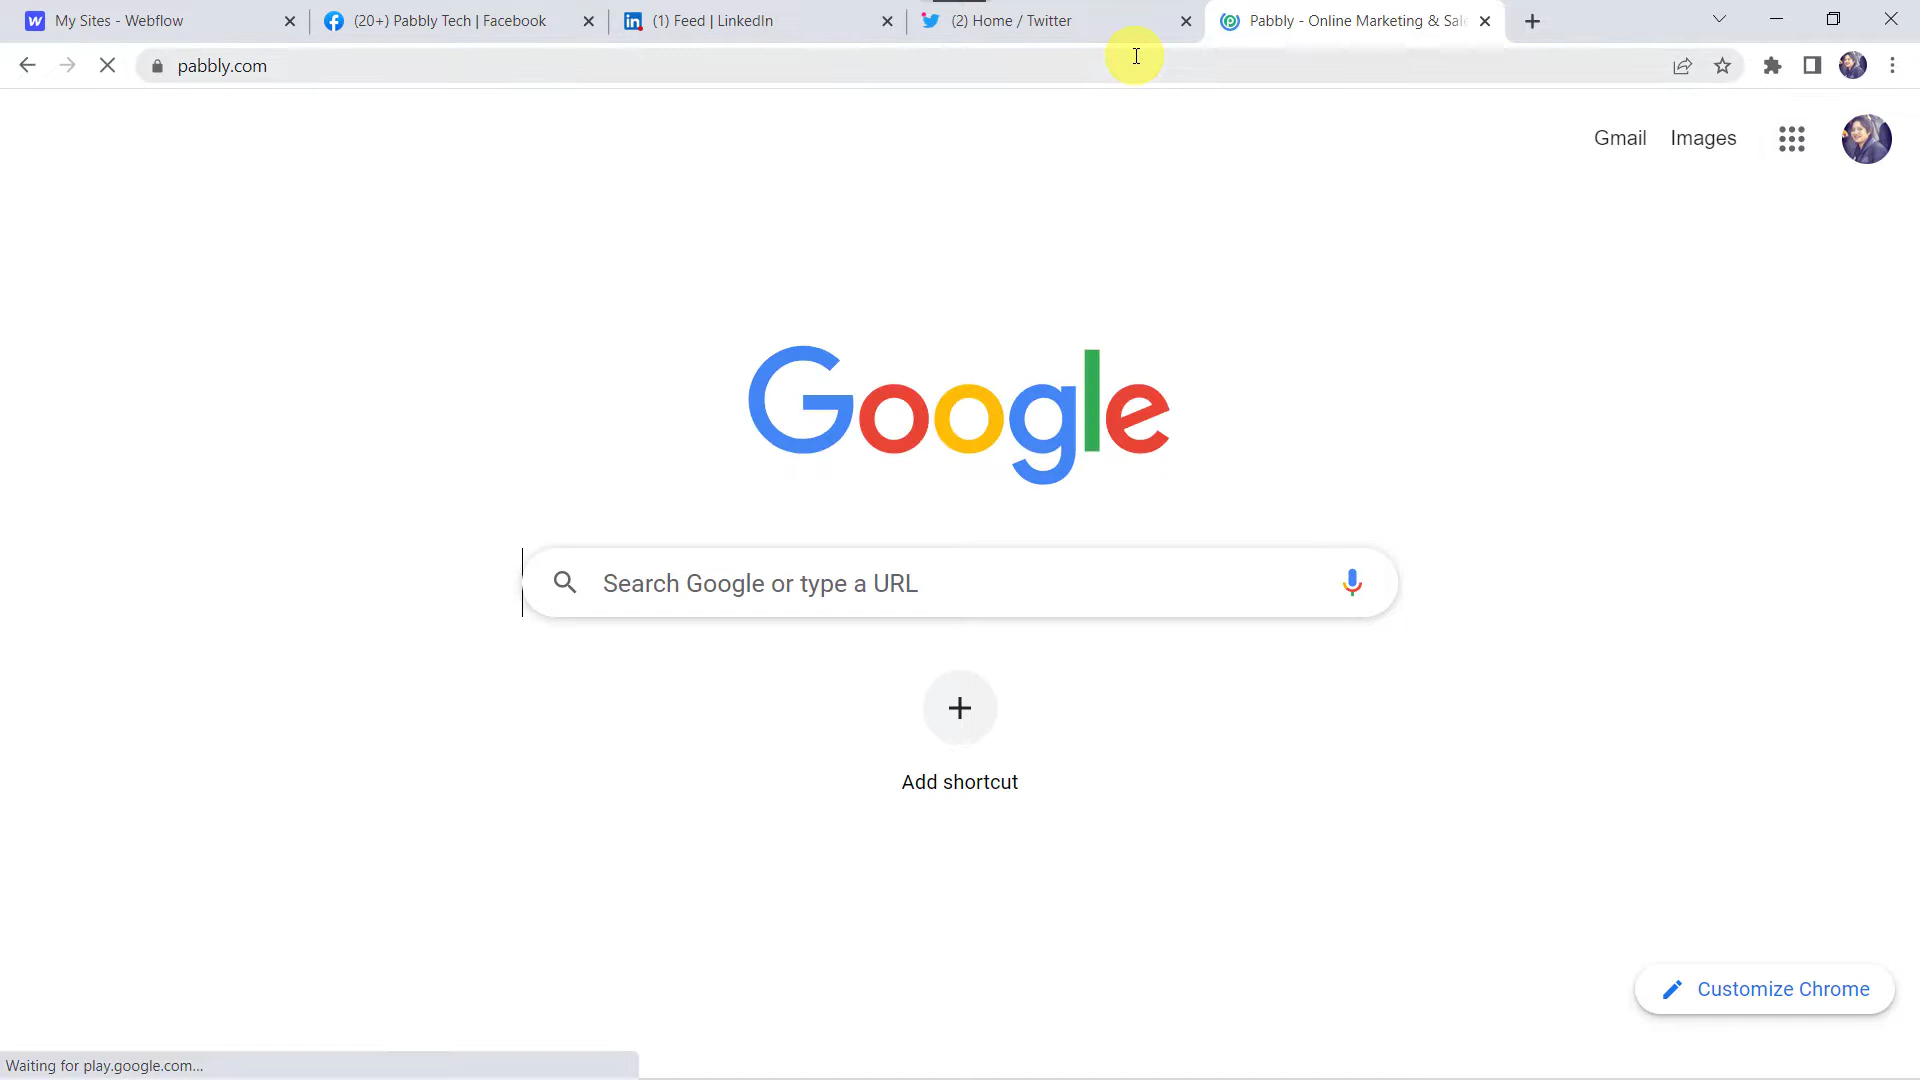 My Sites - Webflow
(20+) Pabbly Tech | Facebook
(1) Feed | LinkedIn
(2) Home / Twitter
Pabbly - Online Marketing & Sal
pabbly.com
Gmail Images
Google
Search Google or type a URL
Add shortcut
Customize Chrome
Waiting for play.google.com...